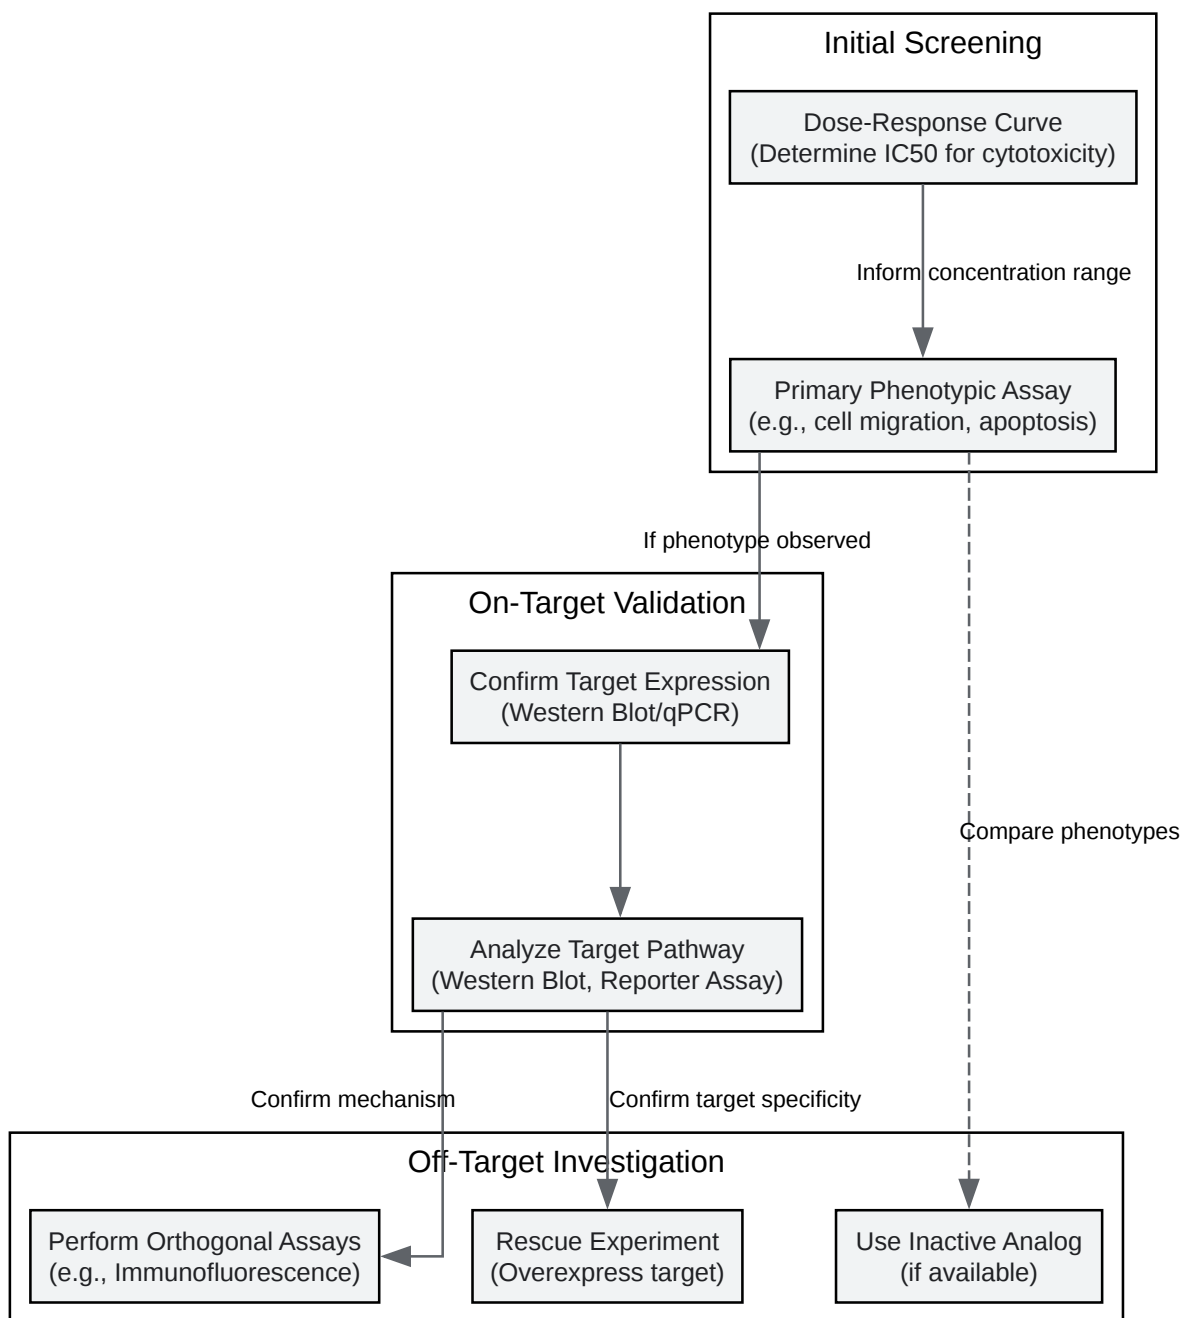 Initial Screening
Dose-Response Curve
(Determine IC50 for cytotoxicity)
Inform concentration range
Primary Phenotypic Assay
(e.g., cell migration, apoptosis)
If phenotype observed
On-Target Validation
Confirm Target Expression
(Western Blot/qPCR)
Compare phenotypes
Analyze Target Pathway
(Western Blot, Reporter Assay)
Confirm mechanism
Confirm target specificity
Off-Target Investigation
Perform Orthogonal Assays
(e.g., Immunofluorescence)
Rescue Experiment
(Overexpress target)
Use Inactive Analog
(if available)